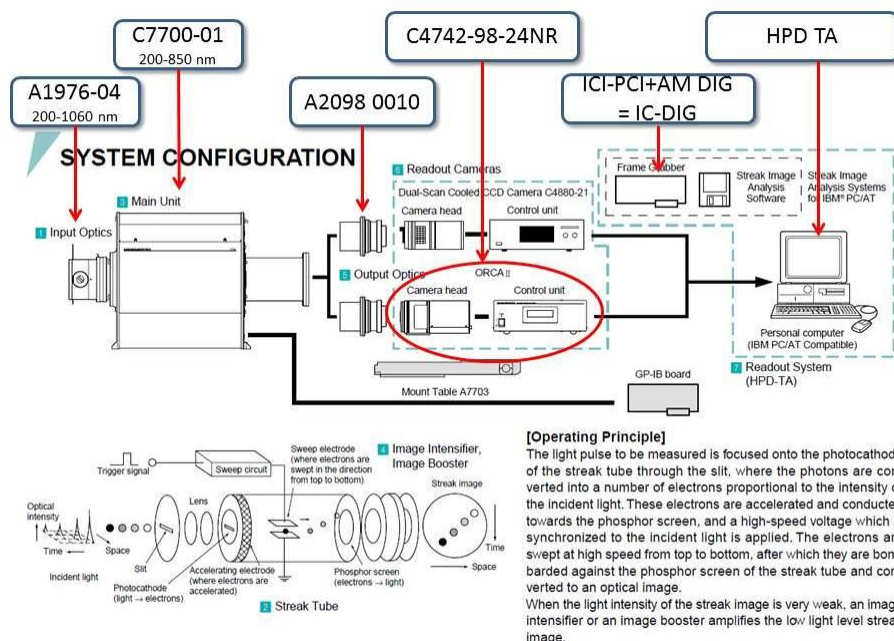 C7700-01
200-850 nm
C4742-98-24NR
HPD TA
A1976-04
200-1060 nm
A2098 0010
ICI-PCI+AM DIG
= IC-DIG
SYSTEM CONFIGURATION
6 Readout Cameras
Dual-Scan Cooled CCD Camera C4880-21
Camera head
Control unit
Frame Grabber
Streak Image
Analysis
Software
Streak Image
Analysis Systems
for IBM® PC/AT
3 Main Unit
1 Input Optics
5 Output Optics
ORCA II
Camera head
Control unit
Personal computer
(IBM PC/AT Compatible)
7 Readout System
(HPD-TA)
Mount Table A7703
GP-IB board
Trigger signal
Sweep circuit
Sweep electrode
(where electrons are
swept in the direction
from top to bottom)
4 Image Intensifier,
Image Booster
Streak image
Optical
intensity
Lens
Time
Space
Slit
Incident light
Photocathode
(light → electrons)
Accelerating electrode
(where electrons are
accelerated)
Phosphor screen
(electrons → light)
Time
Space
2 Streak Tube
[Operating Principle]
The light pulse to be measured is focused onto the photocathod
of the streak tube through the slit, where the photons are con
verted into a number of electrons proportional to the intensity o
the incident light. These electrons are accelerated and conducte
towards the phosphor screen, and a high-speed voltage which
synchronized to the incident light is applied. The electrons ar
swept at high speed from top to bottom, after which they are bom
barded against the phosphor screen of the streak tube and con
verted to an optical image.
When the light intensity of the streak image is very weak, an imag
intensifier or an image booster amplifies the low light level strea
image.